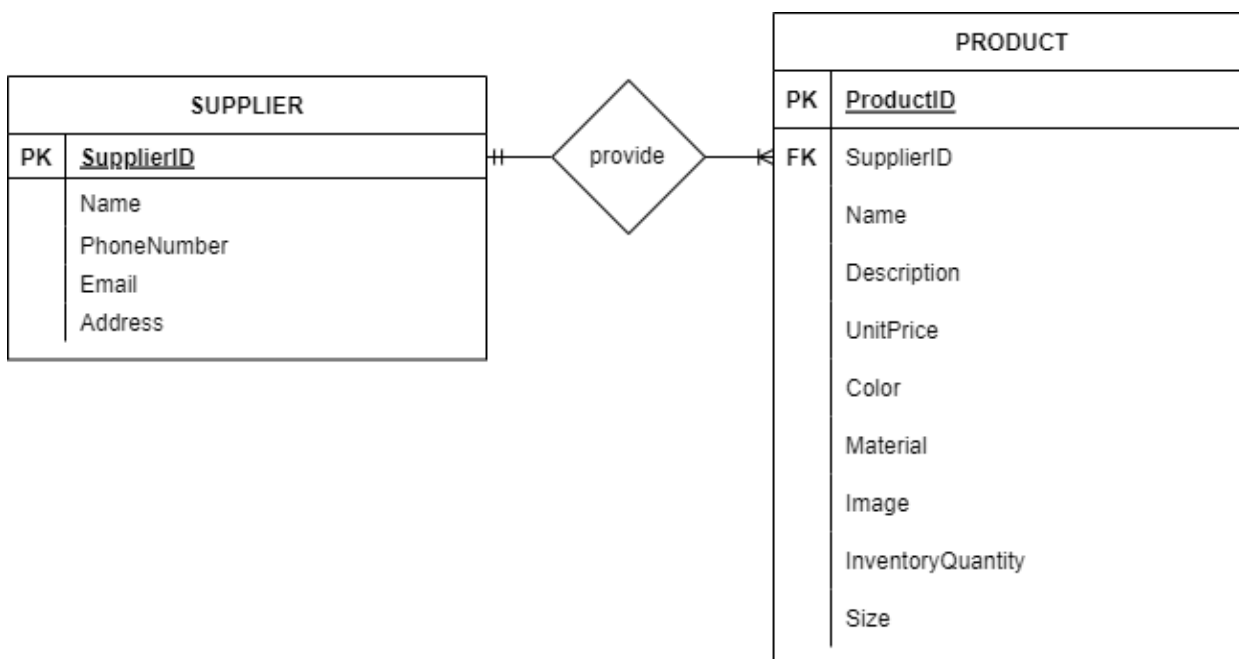 SUPPLIER
PK SupplierID
Name
PhoneNumber
Email
Address
provide
PRODUCT
PK ProductID
FK SupplierID
Name
Description
UnitPrice
Color
Material
Image
InventoryQuantity
Size